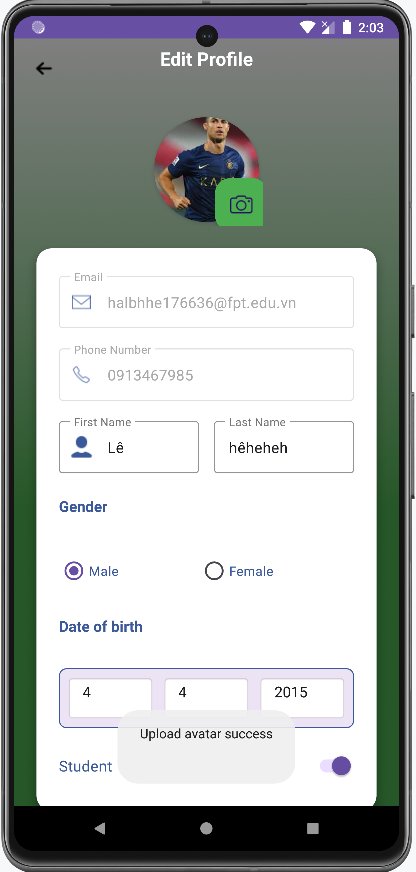 2:03
Edit Profile
Email
halbhhe176636@fpt.edu.vn
Phone Number
0913467985
First Name
Last Name
Lê
hêheheh
Gender
Male
Female
Date of birth
4
4
2015
Upload avatar success
Student